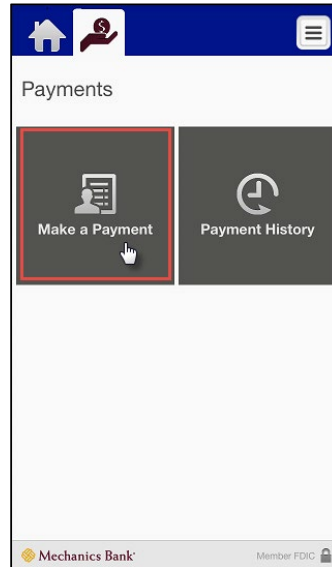 Payments
Make a Payment
Payment History
Mechanics Bank
Member FDIC